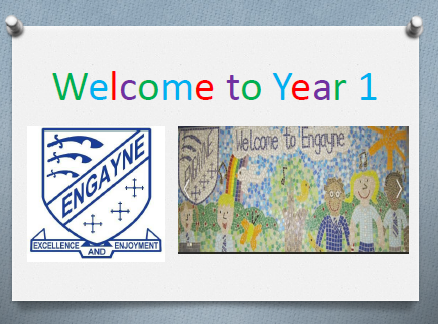 Welcome to Year 1
ENGAYNE
EXCELLENCE AND ENJOYMENT
Welcome to Engayne